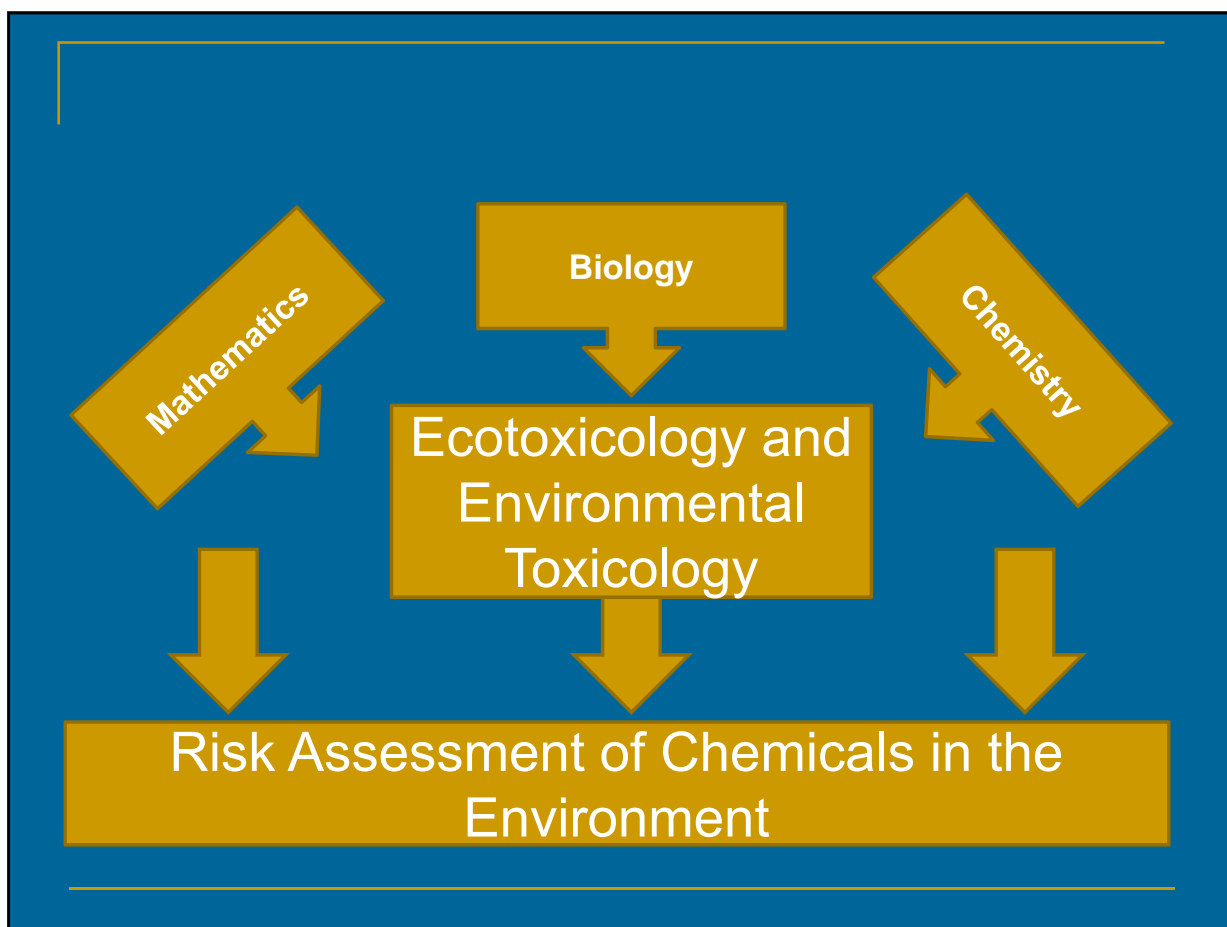 Mathematics
Biology
Chemistry
Ecotoxicology and
Environmental
Toxicology
Risk Assessment of Chemicals in the
Environment